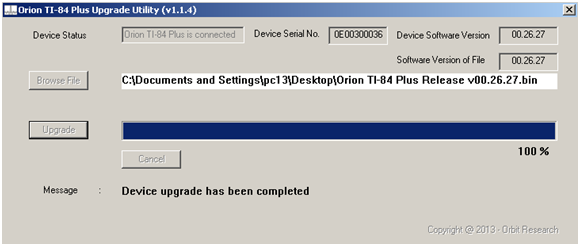 Orion TI-84 Plus Upgrade Utility (v1.1.4)
Device Status Orion TI-84 Plus is connected Device Serial No. 0E00300036 Device Software Version 00.26.27
Software Version of File 00.26.27
Browse File C:\Documents and Settings\pc13\Desktop\Orion TI-84 Plus Release v00.26.27.bin
Upgrade
100 %
Cancel
Message : Device upgrade has been completed
Copyright @ 2013 - Orbit Research